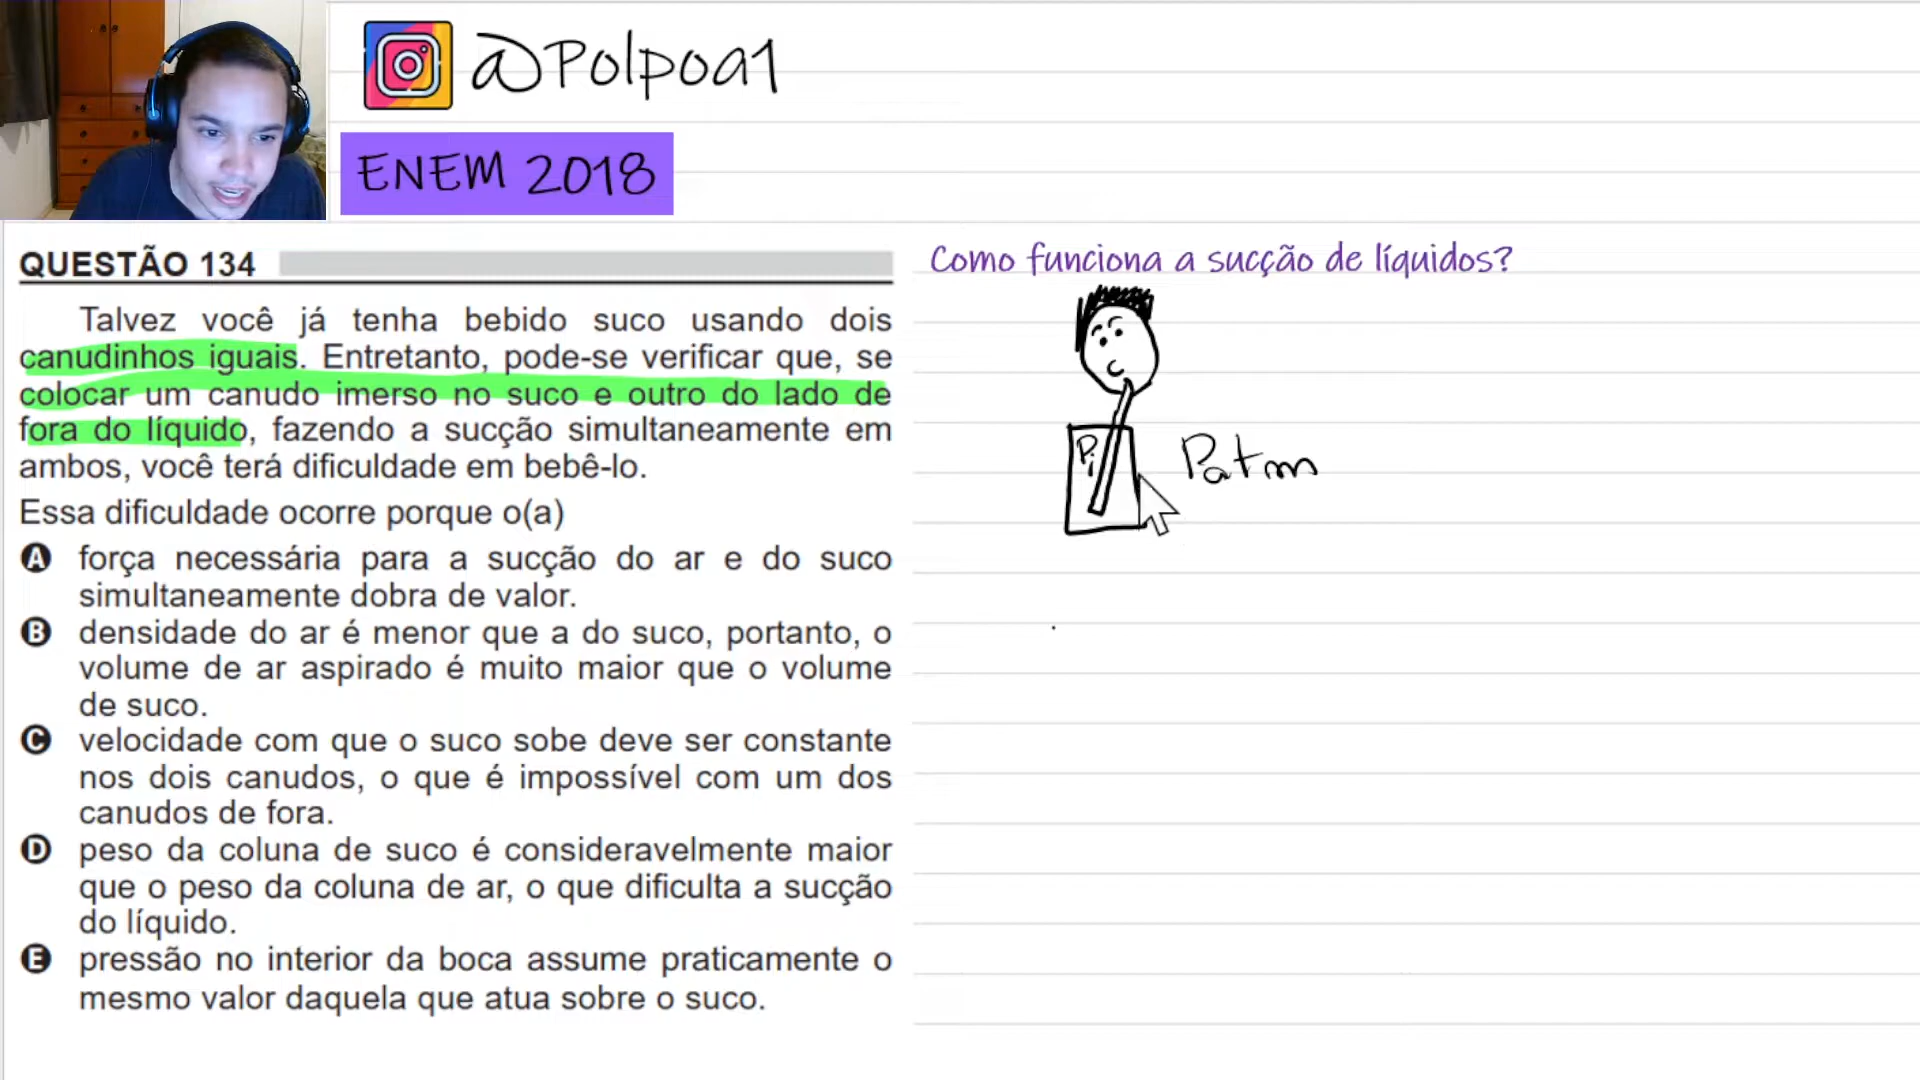 @Polpoa1
ENEM 2018
QUESTÃO 134
Talvez você já tenha bebido suco usando dois
canudinhos iguais. Entretanto, pode-se verificar que, se
colocar um canudo imerso no suco e outro do lado de
fora do líquido, fazendo a sucção simultaneamente em
ambos, você terá dificuldade em bebê-lo.
Essa dificuldade ocorre porque o(a)
A força necessária para a sucção do ar e do suco
simultaneamente dobra de valor.
B densidade do ar é menor que a do suco, portanto, o
volume de ar aspirado é muito maior que o volume
de suco.
C velocidade com que o suco sobe deve ser constante
nos dois canudos, o que é impossível com um dos
canudos de fora.
D peso da coluna de suco é consideravelmente maior
que o peso da coluna de ar, o que dificulta a sucção
do líquido.
E pressão no interior da boca assume praticamente o
mesmo valor daquela que atua sobre o suco.
Como funciona a sucção de líquidos?
Pi
Patm